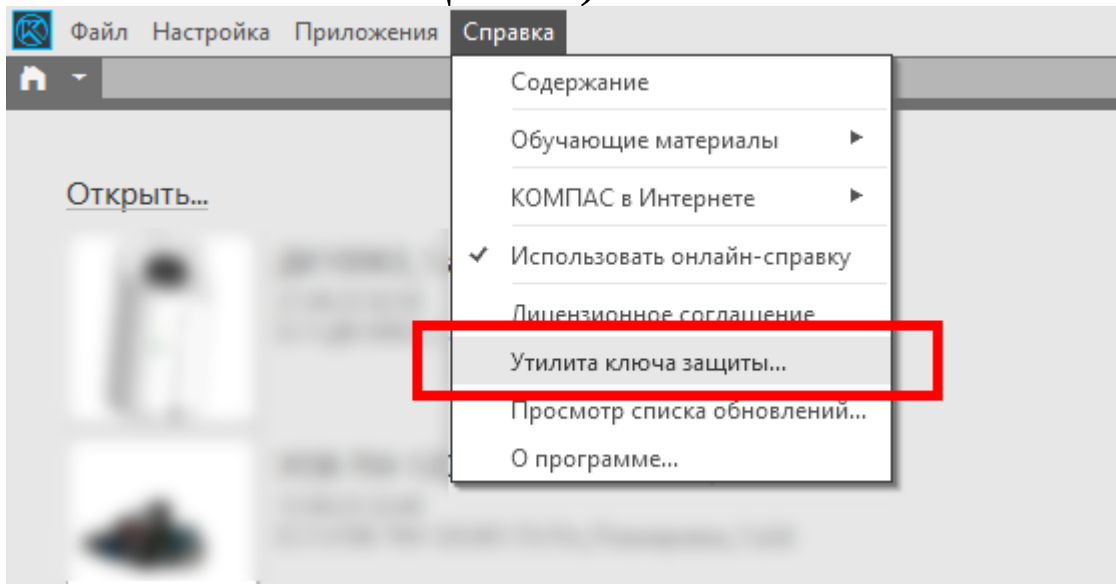 Файл Настройка Приложения Справка
Содержание
Обучающие материалы
КОМПАС в Интернете
Открыть...
Использовать онлайн-справку
Лицензионное соглашение
Утилита ключа защиты...
Просмотр списка обновлений...
О программе...